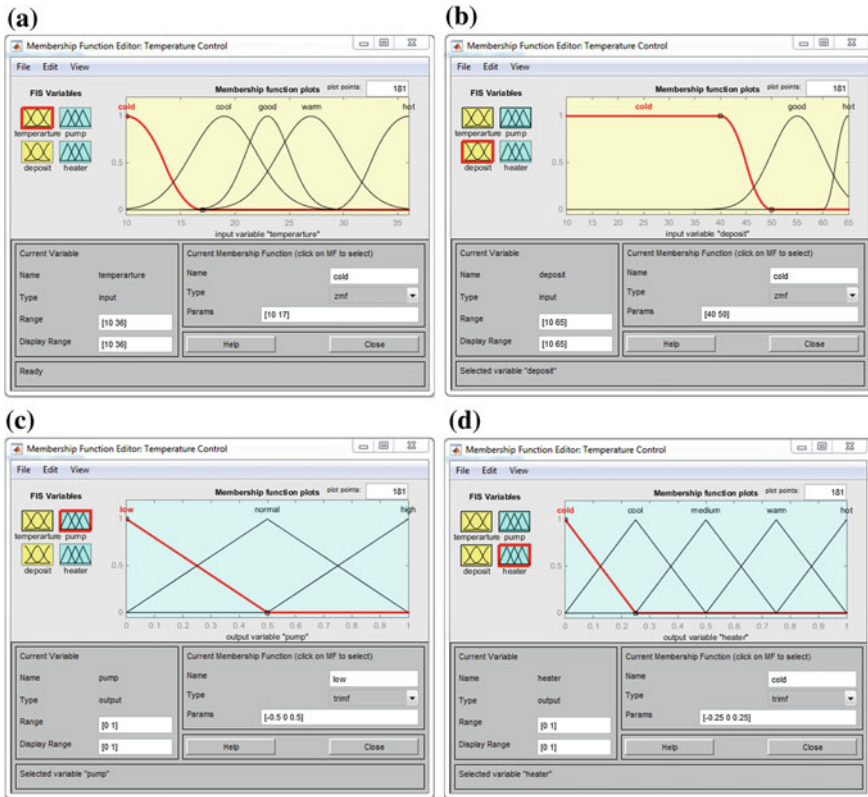 (a)
Membership Function Editor: Temperature Control
File Edit View
FIS Variables
temperarture pump
deposit heater
Membership function plots plot points: 181
cold cool good warm hot
1
0.5
0
10 15 20 25 30 35
input variable "temperarture"
Current Variable
Name temperarture
Type input
Range [10 36]
Display Range [10 36]
Current Membership Function (click on MF to select)
Name cold
Type zmf
Params [10 17]
Help Close
Ready
(b)
Membership Function Editor: Temperature Control
File Edit View
FIS Variables
temperarture pump
deposit heater
Membership function plots plot points: 181
cold good hot
1
0.5
0
10 15 20 25 30 35 40 45 50 55 60 65
input variable "deposit"
Current Variable
Name deposit
Type input
Range [10 65]
Display Range [10 65]
Current Membership Function (click on MF to select)
Name cold
Type zmf
Params [40 50]
Help Close
Selected variable "deposit"
(c)
Membership Function Editor: Temperature Control
File Edit View
FIS Variables
temperarture pump
deposit heater
Membership function plots plot points: 181
low normal high
1
0.5
0
0 0.1 0.2 0.3 0.4 0.5 0.6 0.7 0.8 0.9 1
output variable "pump"
Current Variable
Name pump
Type output
Range [0 1]
Display Range [0 1]
Current Membership Function (click on MF to select)
Name low
Type trimf
Params [-0.5 0 0.5]
Help Close
Selected variable "pump"
(d)
Membership Function Editor: Temperature Control
File Edit View
FIS Variables
temperarture pump
deposit heater
Membership function plots plot points: 181
cold cool medium warm hot
1
0.5
0
0 0.1 0.2 0.3 0.4 0.5 0.6 0.7 0.8 0.9 1
output variable "heater"
Current Variable
Name heater
Type output
Range [0 1]
Display Range [0 1]
Current Membership Function (click on MF to select)
Name cold
Type trimf
Params [-0.25 0 0.25]
Help Close
Selected variable "heater"